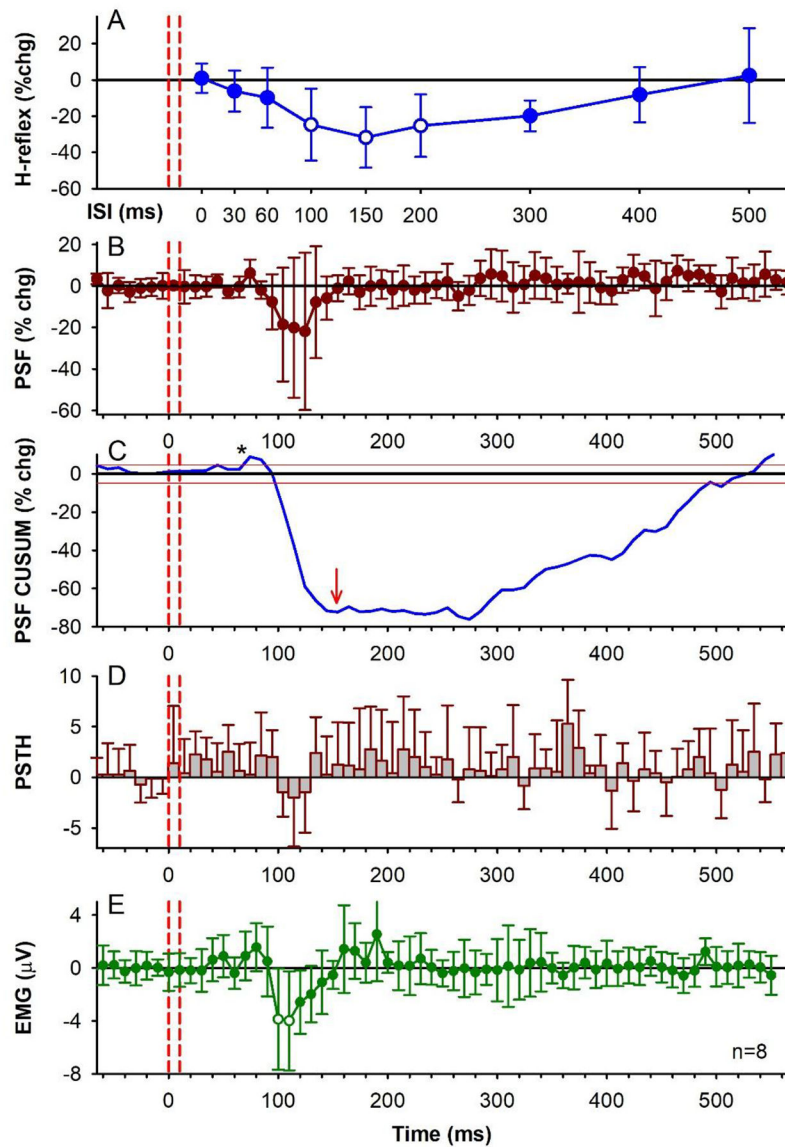 A
H-reflex (%chg)
20
0
-20
-40
-60
ISI (ms)
0 30 60 100 150 200 300 400 500
B
PSF (% chg)
20
0
-20
-40
-60
0 100 200 300 400 500
C
*
PSF CUSUM (% chg)
0
-20
-40
-60
-80
0 100 200 300 400 500
D
PSTH
10
5
0
-5
0 100 200 300 400 500
E
EMG (μV)
4
0
-4
-8
n=8
0 100 200 300 400 500
Time (ms)